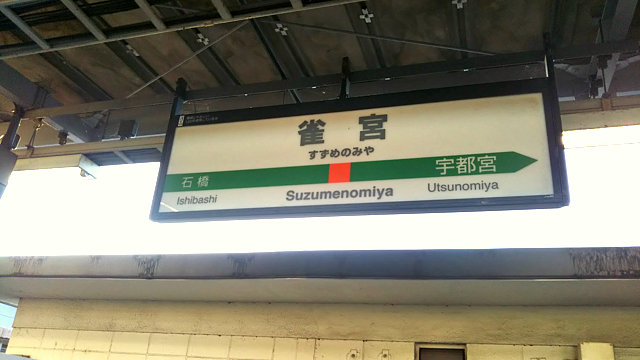 雀宮
すずめのみや
石橋
宇都宮
Ishibashi
Suzumenomiya
Utsunomiya